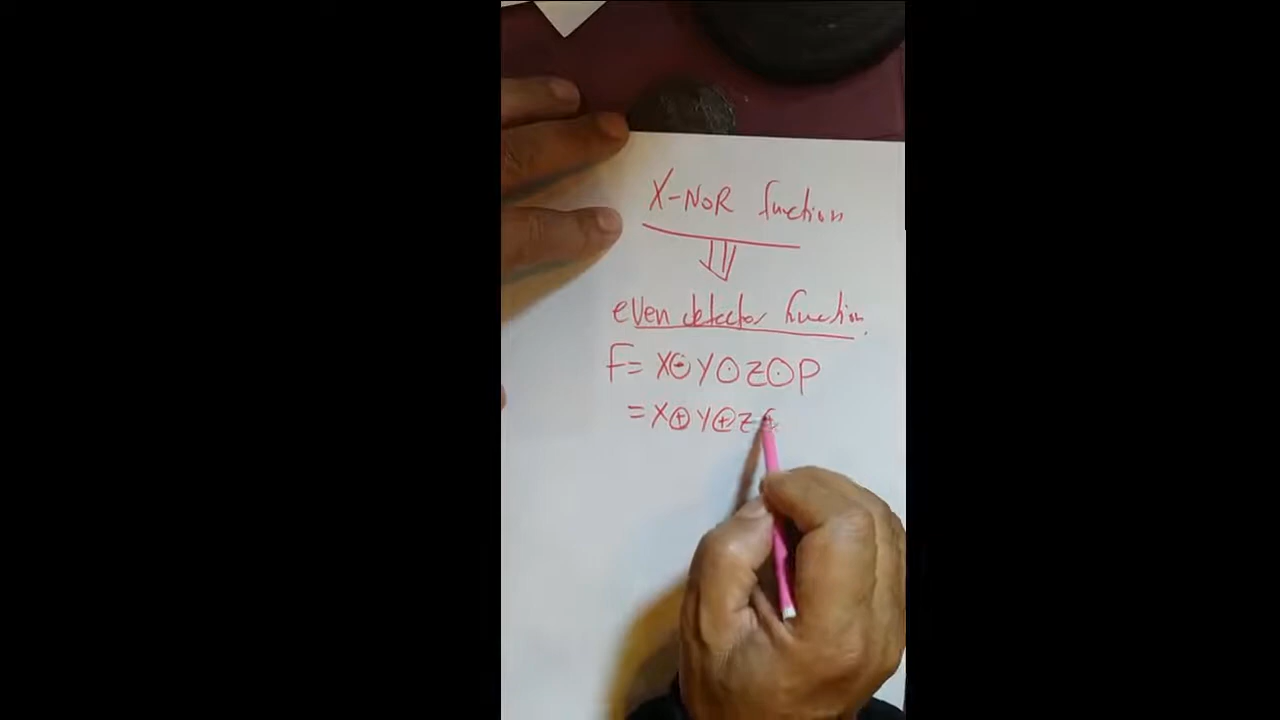 X-NOR function
even detector function.
F= X⊙Y⊙Z⊙P
=X⊕Y⊕Z